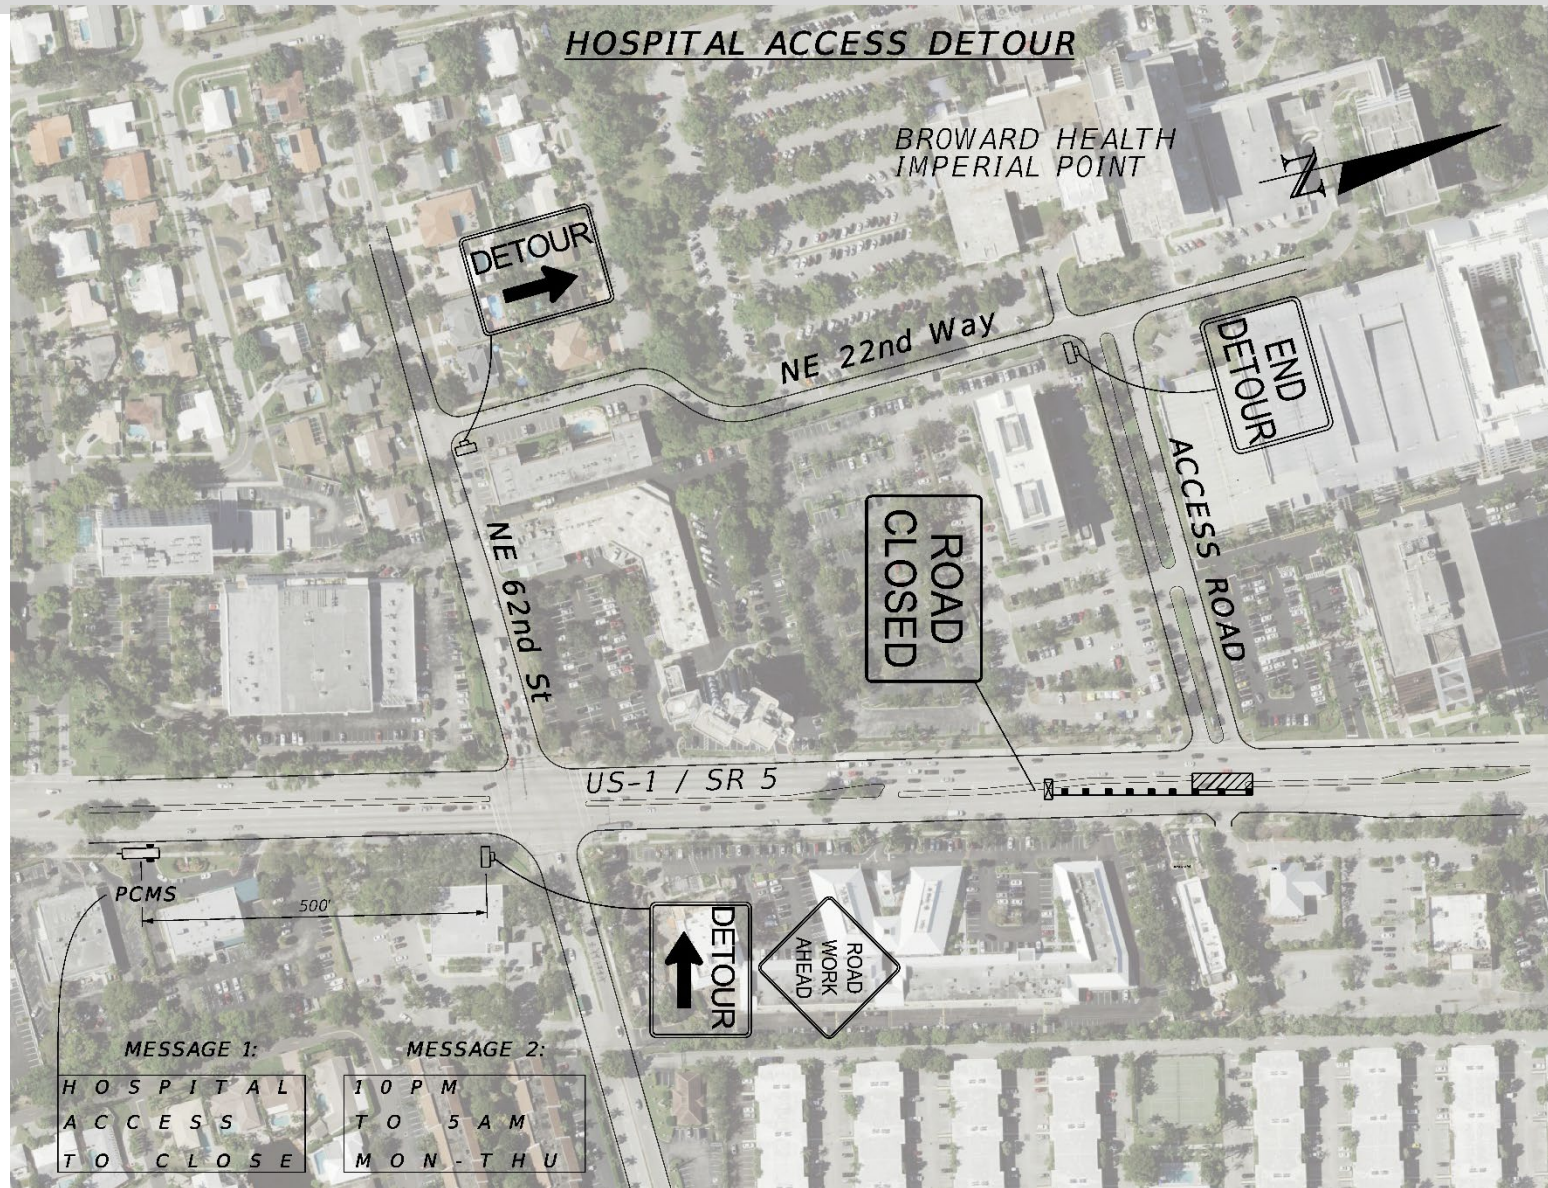 HOSPITAL ACCESS DETOUR
BROWARD HEALTH
IMPERIAL POINT
N
DETOUR
NE 22nd Way
END
DETOUR
ACCESS ROAD
ROAD
CLOSED
NE 62nd St
US-1 / SR 5
PCMS
500'
DETOUR
ROAD
WORK
AHEAD
MESSAGE 1:
HOSPITAL
ACCESS
TO CLOSE
MESSAGE 2:
10PM
TO 5AM
MON-THU